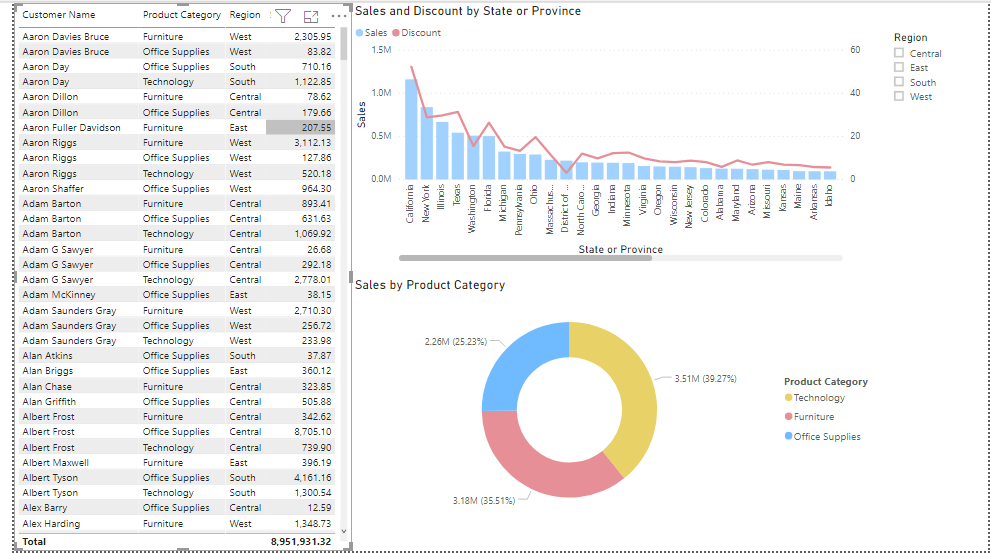 Customer Name Product Category Region
Aaron Davies Bruce Furniture West 2,305.95
Aaron Davies Bruce Office Supplies West 83.82
Aaron Day Office Supplies South 710.16
Aaron Day Technology South 1,122.85
Aaron Dillon Furniture Central 78.62
Aaron Dillon Office Supplies Central 179.66
Aaron Fuller Davidson Furniture East 207.55
Aaron Riggs Furniture West 3,112.13
Aaron Riggs Office Supplies West 127.86
Aaron Riggs Technology West 520.18
Aaron Shaffer Office Supplies West 964.30
Adam Barton Furniture Central 893.41
Adam Barton Office Supplies Central 631.63
Adam Barton Technology Central 1,069.92
Adam G Sawyer Furniture Central 26.68
Adam G Sawyer Office Supplies Central 292.18
Adam G Sawyer Technology Central 2,778.01
Adam McKinney Office Supplies East 38.15
Adam Saunders Gray Furniture West 2,710.30
Adam Saunders Gray Office Supplies West 256.72
Adam Saunders Gray Technology West 233.98
Alan Atkins Office Supplies South 37.87
Alan Briggs Office Supplies East 360.12
Alan Chase Furniture Central 323.85
Alan Griffith Office Supplies Central 505.88
Albert Frost Furniture Central 342.62
Albert Frost Office Supplies Central 8,705.10
Albert Frost Technology Central 739.90
Albert Maxwell Furniture East 396.19
Albert Tyson Office Supplies South 4,161.16
Albert Tyson Technology South 1,300.54
Alex Barry Office Supplies Central 12.59
Alex Harding Furniture West 1,348.73
Total 8,951,931.32
Sales and Discount by State or Province
Sales Discount
1.5M
1.0M
0.5M
0.0M
Sales
60
40
20
0
California
New York
Illinois
Texas
Washington
Florida
Michigan
Pennsylvania
Ohio
Massachus...
District of ...
North Caro...
Georgia
Indiana
Minnesota
Virginia
Oregon
Wisconsin
New Jersey
Colorado
Alabama
Maryland
Arizona
Missouri
Kansas
Maine
Arkansas
Idaho
State or Province
Region
Central
East
South
West
Sales by Product Category
2.26M (25.23%)
3.51M (39.27%)
3.18M (35.51%)
Product Category
Technology
Furniture
Office Supplies